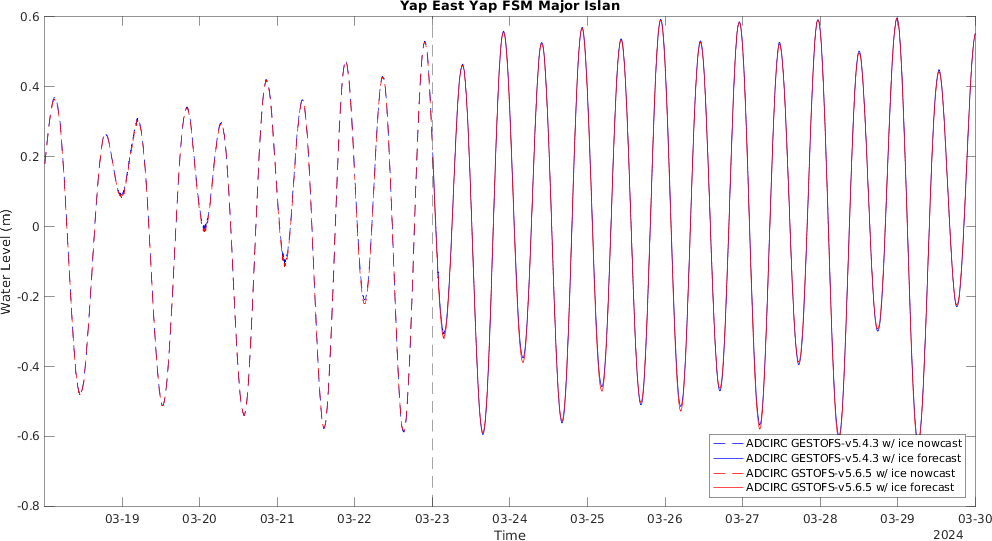 Yap East Yap FSM Major Islan
0.6
0.4
0.2
0
-0.2
-0.4
-0.6
-0.8
Water Level (m)
ADCIRC GESTOFS-v5.4.3 w/ ice nowcast
ADCIRC GESTOFS-v5.4.3 w/ ice forecast
ADCIRC GSTOFS-v5.6.5 w/ ice nowcast
ADCIRC GSTOFS-v5.6.5 w/ ice forecast
03-19 03-20 03-21 03-22 03-23 03-24 03-25 03-26 03-27 03-28 03-29 03-30
Time
2024